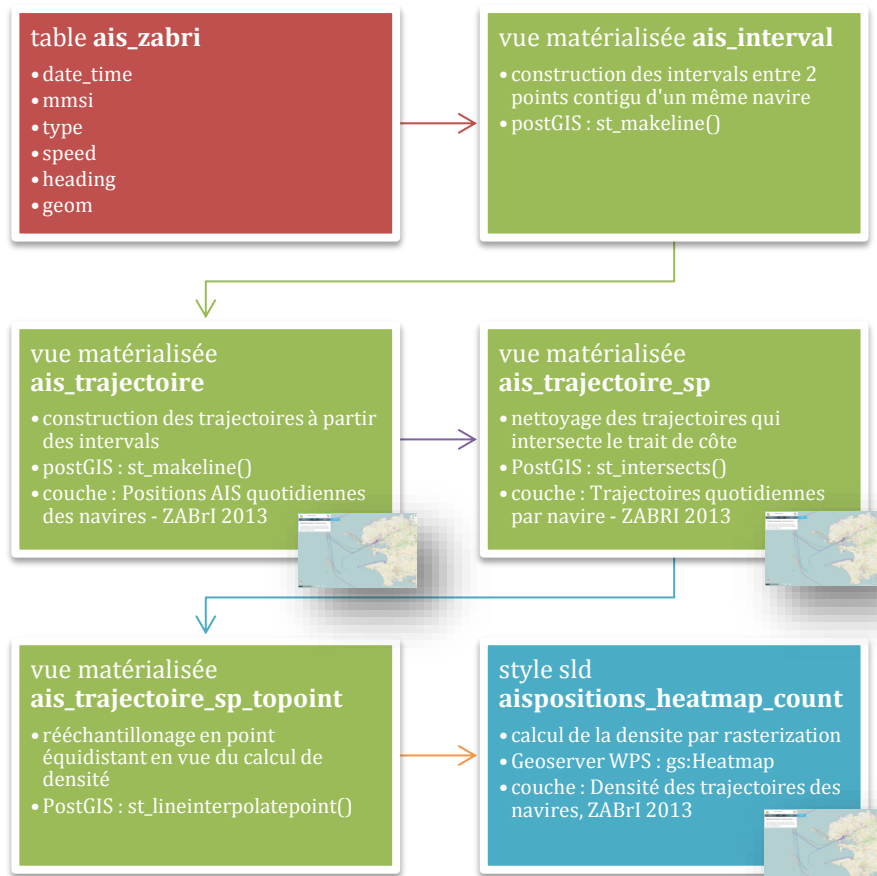 table ais_zabri
•date_time
•mmsi
•type
•speed
•heading
•geom
vue matérialisée ais_interval
•construction des intervals entre 2
points contigu d'un même navire
•postGIS : st_makeline()
vue matérialisée
ais_trajectoire
•construction des trajectoires à partir
des intervals
•postGIS : st_makeline()
•couche : Positions AIS quotidiennes
des navires - ZABrI 2013
vue matérialisée
ais_trajectoire_sp
•nettoyage des trajectoires qui
intersecte le trait de côte
•PostGIS : st_intersects()
•couche : Trajectoires quotidiennes
par navire - ZABRI 2013
vue matérialisée
ais_trajectoire_sp_topoint
•rééchantillonage en point
équidistant en vue du calcul de
densité
•PostGIS : st_lineinterpolatepoint()
style sld
aispositions_heatmap_count
•calcul de la densite par rasterization
•Geoserver WPS : gs:Heatmap
•couche : Densité des trajectoires des
navires, ZABrI 2013